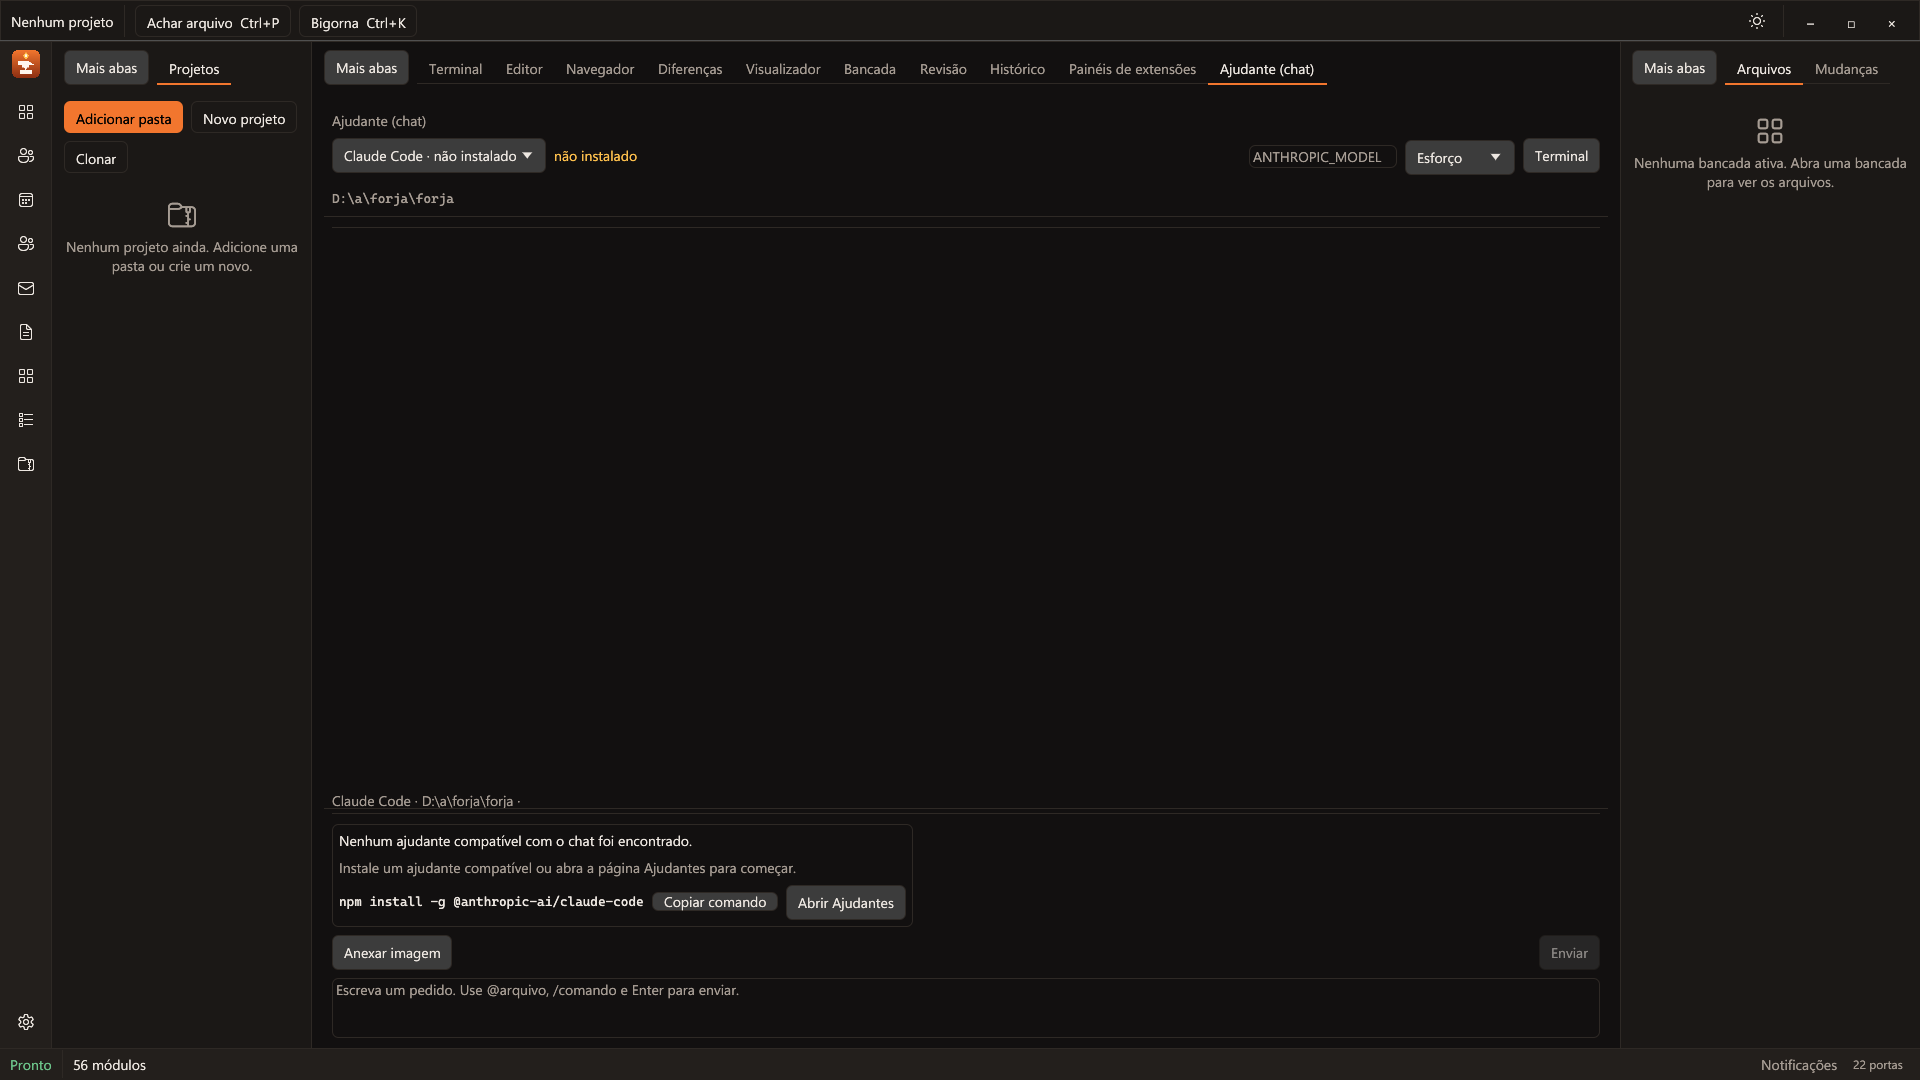 Nenhum projeto
Achar arquivo Ctrl+P
Bigorna Ctrl+K
Mais abas
Projetos
Adicionar pasta
Novo projeto
Clonar
Nenhum projeto ainda. Adicione uma
pasta ou crie um novo.
Mais abas
Terminal
Editor
Navegador
Diferenças
Visualizador
Bancada
Revisão
Histórico
Painéis de extensões
Ajudante (chat)
Ajudante (chat)
Claude Code · não instalado
não instalado
ANTHROPIC_MODEL
Esforço
Terminal
D:\a\forja\forja
Claude Code · D:\a\forja\forja ·
Nenhum ajudante compatível com o chat foi encontrado.
Instale um ajudante compatível ou abra a página Ajudantes para começar.
npm install -g @anthropic-ai/claude-code
Copiar comando
Abrir Ajudantes
Anexar imagem
Enviar
Escreva um pedido. Use @arquivo, /comando e Enter para enviar.
Mais abas
Arquivos
Mudanças
Nenhuma bancada ativa. Abra uma bancada
para ver os arquivos.
Pronto
56 módulos
Notificações
22 portas